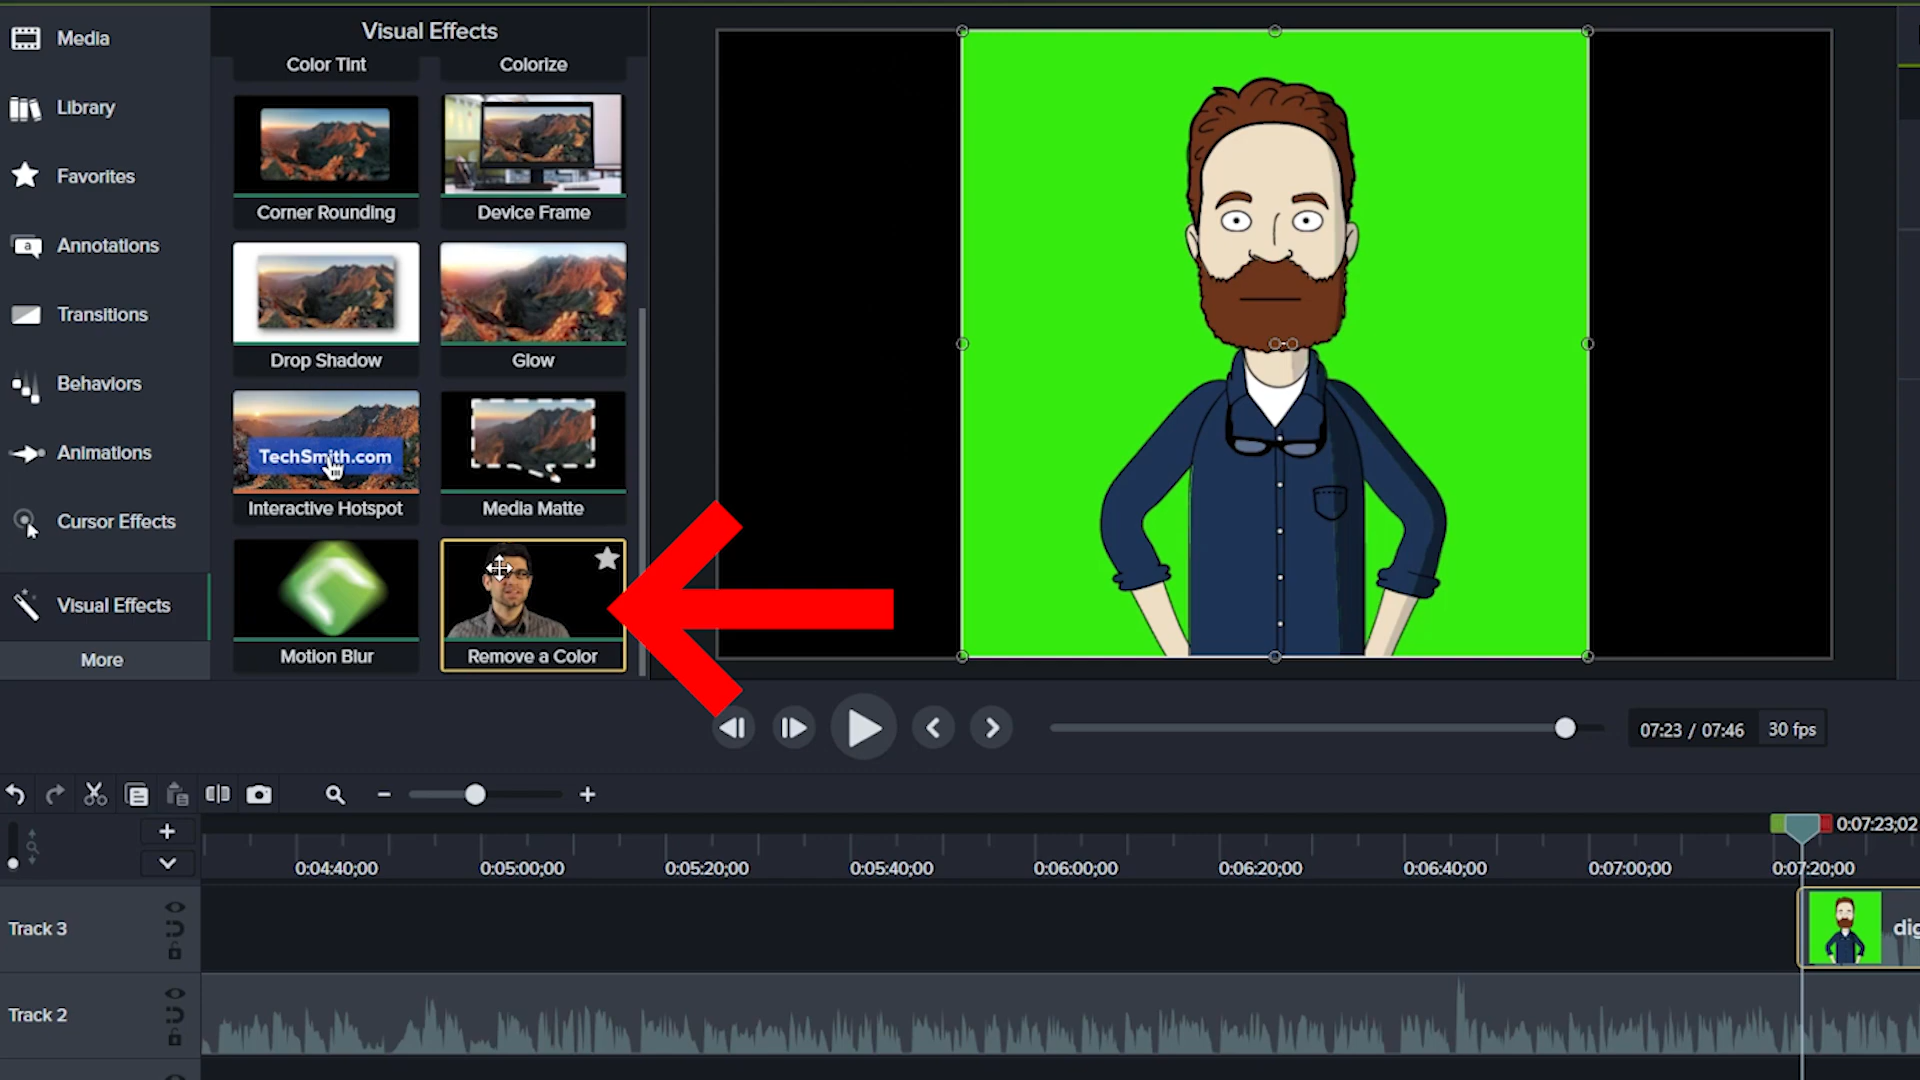 Media
Library
Favorites
Annotations
Transitions
Behaviors
Animations
Cursor Effects
Visual Effects
More
Visual Effects
Color Tint
Colorize
Corner Rounding
Device Frame
Drop Shadow
Glow
TechSmith.com
Interactive Hotspot
Media Matte
Motion Blur
Remove a Color
07:23 / 07:46
30 fps
0:07:23;02
0:04:40;00
0:05:00;00
0:05:20;00
0:05:40;00
0:06:00;00
0:06:20;00
0:06:40;00
0:07:00;00
0:07:20;00
Track 3
dig
Track 2